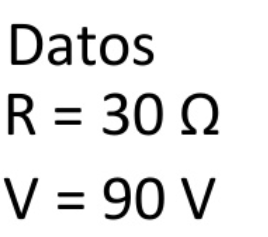 Datos
R = 30 Ω
V = 90 V